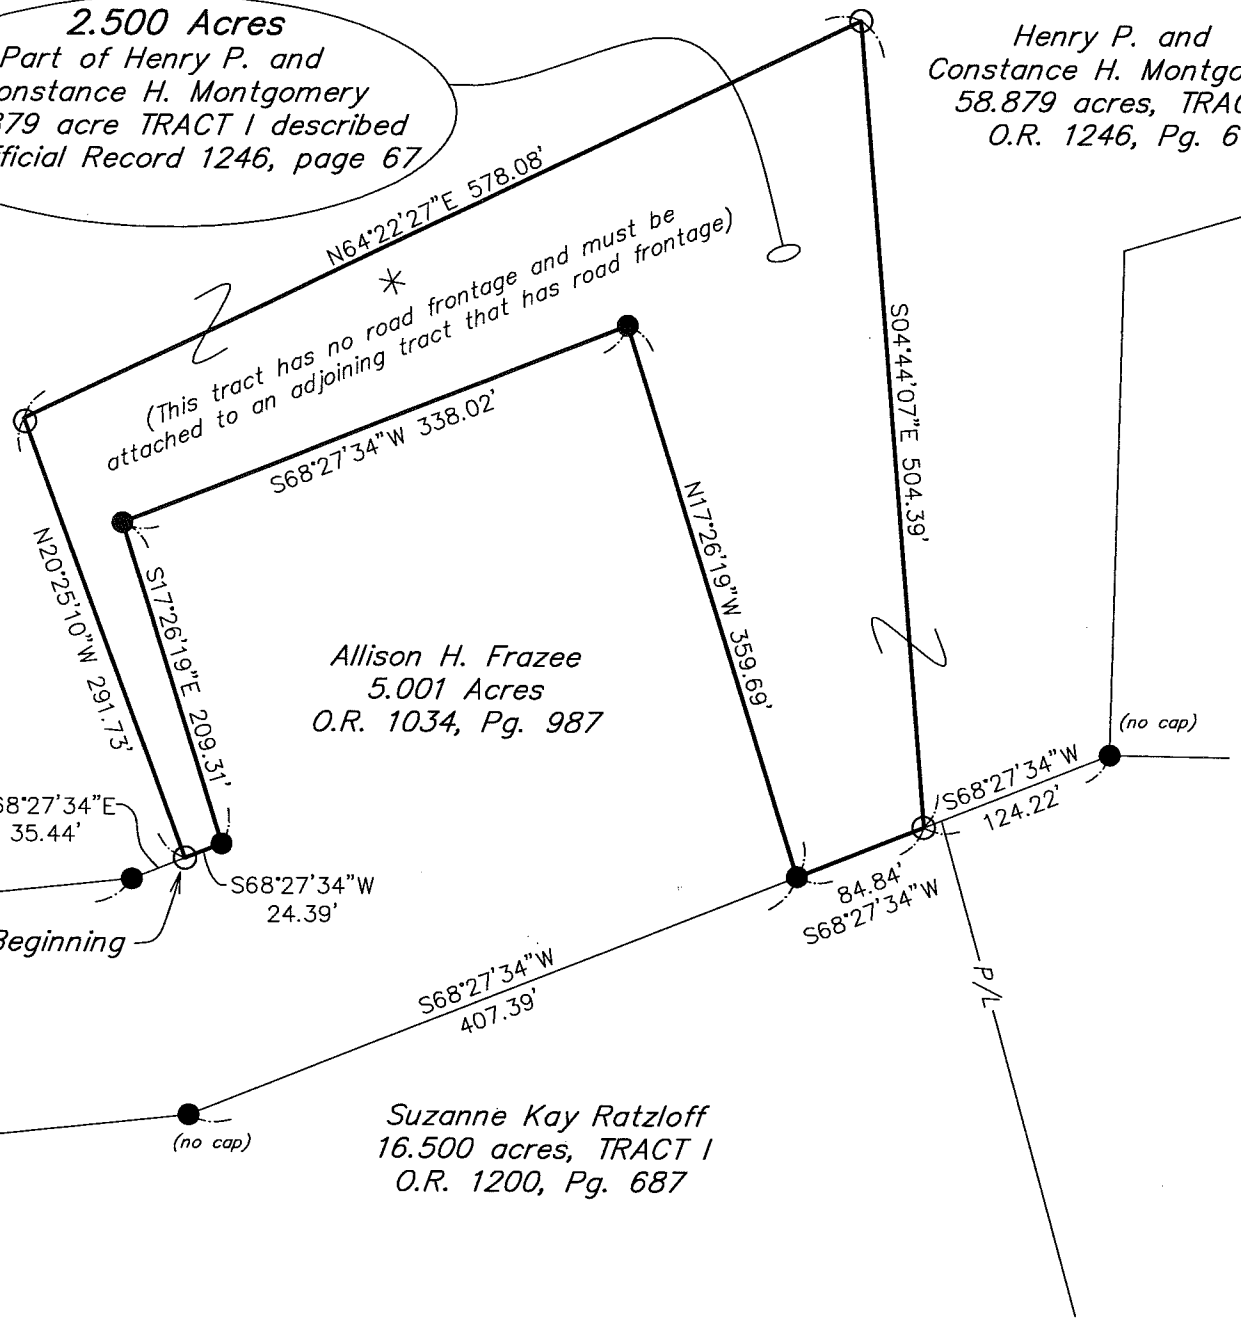 2.500 Acres
Part of Henry P. and
onstance H. Montgomery
879 acre TRACT I described
fficial Record 1246, page 67
Henry P. and
Constance H. Montgo
58.879 acres, TRAC
O.R. 1246, Pg. 6
N64°22'27"E 578.08'
*
(This tract has no road frontage and must be
attached to an adjoining tract that has road frontage)
S68°27'34"W 338.02'
S04°44'07"E 504.39'
N17°26'19"W 359.69'
N20°25'10"W 291.73'
S17°26'19"E 209.31'
Allison H. Frazee
5.001 Acres
O.R. 1034, Pg. 987
(no cap)
S68°27'34"W
124.22'
68°27'34"E
35.44'
S68°27'34"W
24.39'
84.84'
S68°27'34"W
Beginning
P/L
S68°27'34"W
407.39'
(no cap)
Suzanne Kay Ratzloff
16.500 acres, TRACT I
O.R. 1200, Pg. 687